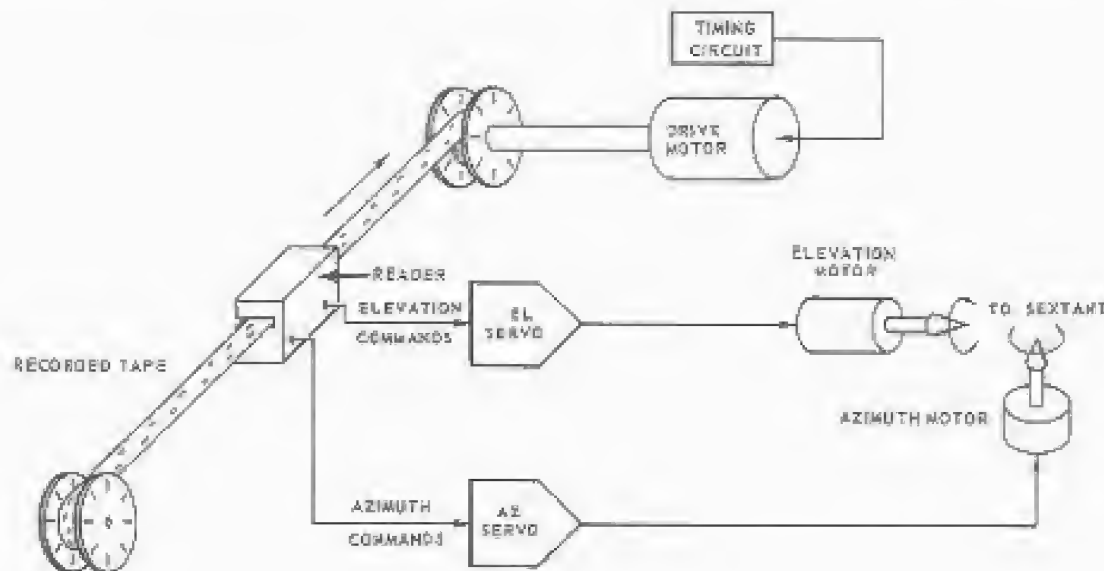 TIMING
CIRCUIT
DRIVE
MOTOR
READER
ELEVATION
MOTOR
ELEVATION
COMMANDS
EL
SERVO
TO SEXTANT
RECORDED TAPE
AZIMUTH MOTOR
AZIMUTH
COMMANDS
AZ
SERVO